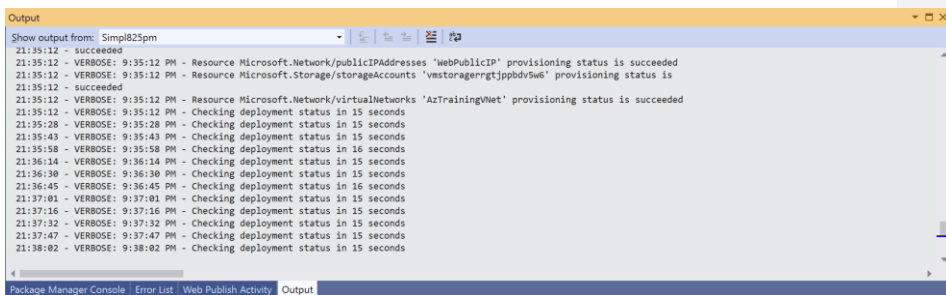 Output
Show output from: Simpl825pm
21:35:12 - succeeded
21:35:12 - VERBOSE: 9:35:12 PM - Resource Microsoft.Network/publicIPAddresses 'WebPublicIP' provisioning status is succeeded
21:35:12 - VERBOSE: 9:35:12 PM - Resource Microsoft.Storage/storageAccounts 'vmstoragerrgtjppbdv5w6' provisioning status is
21:35:12 - succeeded
21:35:12 - VERBOSE: 9:35:12 PM - Resource Microsoft.Network/virtualNetworks 'AzTrainingVNet' provisioning status is succeeded
21:35:12 - VERBOSE: 9:35:12 PM - Checking deployment status in 15 seconds
21:35:28 - VERBOSE: 9:35:28 PM - Checking deployment status in 15 seconds
21:35:43 - VERBOSE: 9:35:43 PM - Checking deployment status in 15 seconds
21:35:58 - VERBOSE: 9:35:58 PM - Checking deployment status in 16 seconds
21:36:14 - VERBOSE: 9:36:14 PM - Checking deployment status in 15 seconds
21:36:30 - VERBOSE: 9:36:30 PM - Checking deployment status in 15 seconds
21:36:45 - VERBOSE: 9:36:45 PM - Checking deployment status in 16 seconds
21:37:01 - VERBOSE: 9:37:01 PM - Checking deployment status in 15 seconds
21:37:16 - VERBOSE: 9:37:16 PM - Checking deployment status in 15 seconds
21:37:32 - VERBOSE: 9:37:32 PM - Checking deployment status in 15 seconds
21:37:47 - VERBOSE: 9:37:47 PM - Checking deployment status in 15 seconds
21:38:02 - VERBOSE: 9:38:02 PM - Checking deployment status in 15 seconds
Package Manager Console Error List Web Publish Activity Output